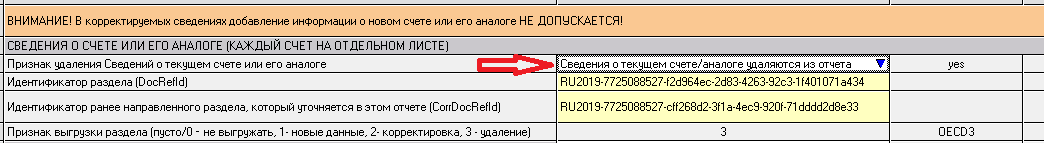 ВНИМАНИЕ! В корректируемых сведениях добавление информации о новом счете или его аналоге НЕ ДОПУСКАЕТСЯ!
СВЕДЕНИЯ О СЧЕТЕ ИЛИ ЕГО АНАЛОГЕ (КАЖДЫЙ СЧЕТ НА ОТДЕЛЬНОМ ЛИСТЕ)
Признак удаления Сведений о текущем счете или его аналоге Сведения о текущем счете/аналоге удаляются из отчета yes
Идентификатор раздела (DocRefId) RU2019-7725088527-f2d964ec-2d83-4263-92c3-1f401071a434
Идентификатор ранее направленного раздела, который уточняется в этом отчете (CorrDocRefId) RU2019-7725088527-cff268d2-3f1a-4ec9-920f-71dddd2d8e33
Признак выгрузки раздела (пусто/0 - не выгружать, 1- новые данные, 2- корректировка, 3 - удаление) 3 OECD3